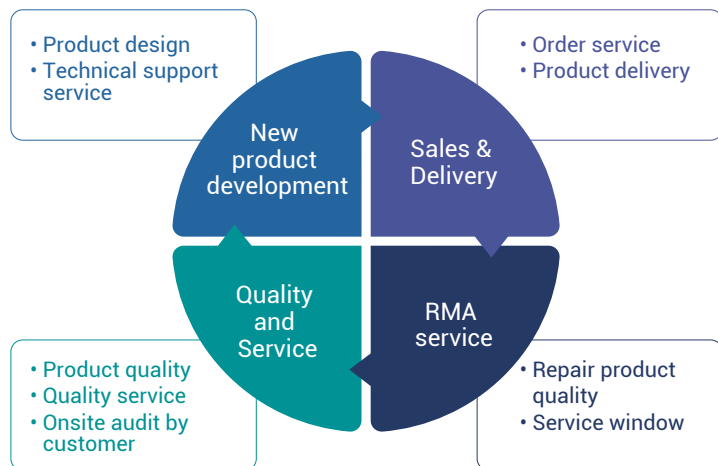 • Product design
• Technical support
service
• Order service
• Product delivery
New
product
development
Sales &
Delivery
Quality
and
Service
RMA
service
• Product quality
• Quality service
• Onsite audit by
customer
• Repair product
quality
• Service window